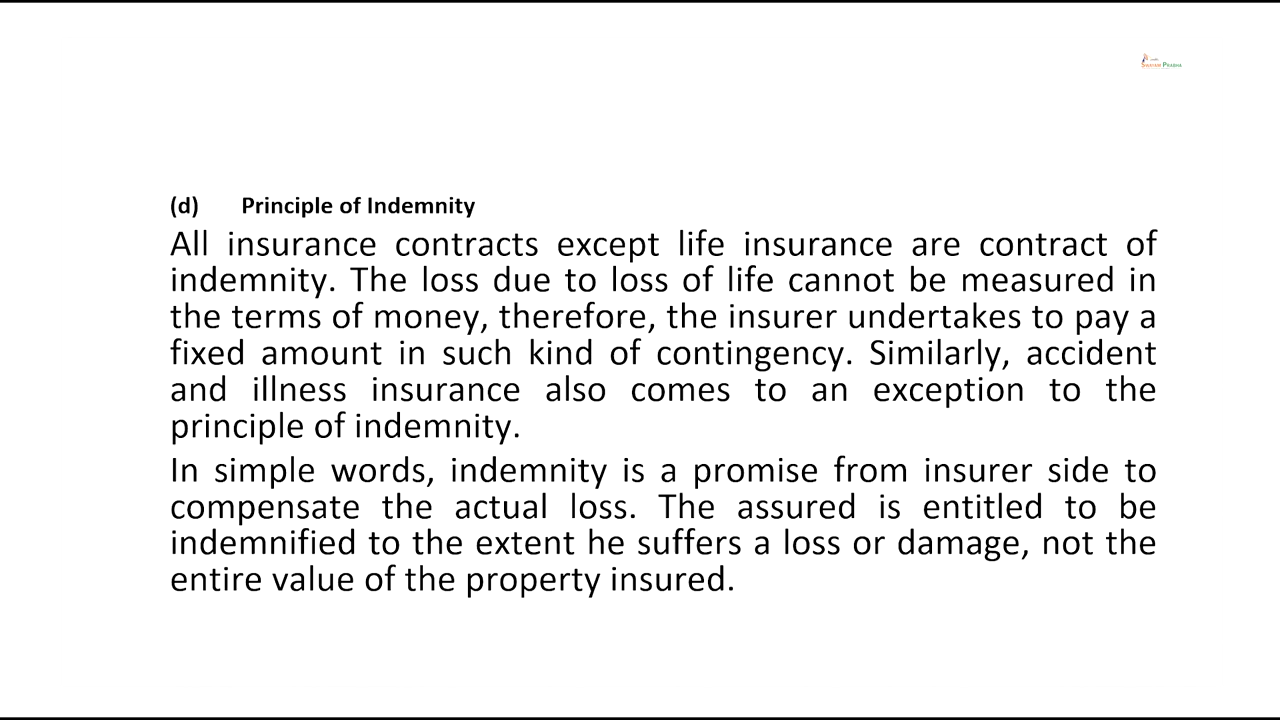 SWAYAM PRABHA
(d) Principle of Indemnity
All insurance contracts except life insurance are contract of
indemnity. The loss due to loss of life cannot be measured in
the terms of money, therefore, the insurer undertakes to pay a
fixed amount in such kind of contingency. Similarly, accident
and illness insurance also comes to an exception to the
principle of indemnity.
In simple words, indemnity is a promise from insurer side to
compensate the actual loss. The assured is entitled to be
indemnified to the extent he suffers a loss or damage, not the
entire value of the property insured.